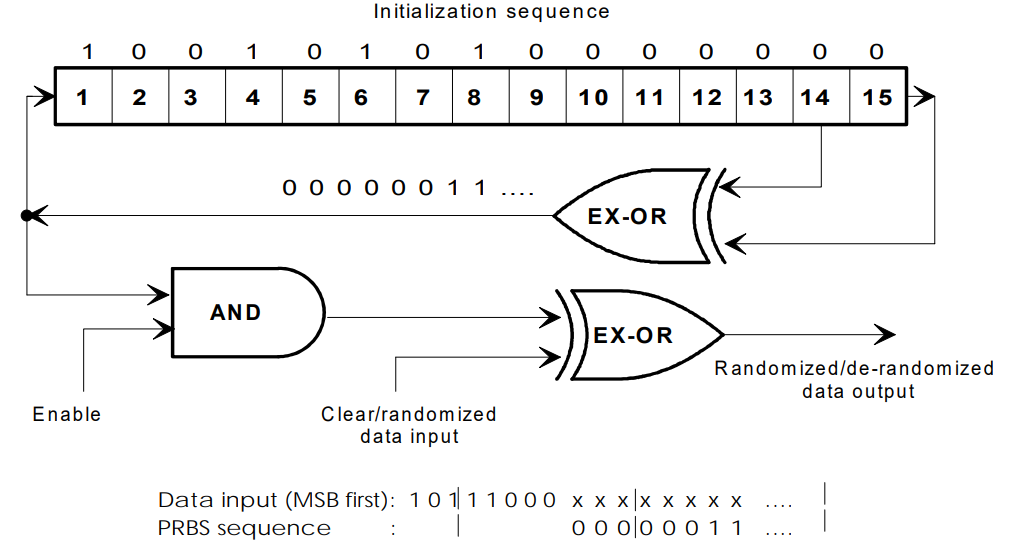 Initialization sequence
1 0 0 1 0 1 0 1 0 0 0 0 0 0 0
1 2 3 4 5 6 7 8 9 10 11 12 13 14 15
0 0 0 0 0 0 1 1 ....
EX-OR
AND
EX-OR
Randomized/de-randomized
data output
Enable
Clear/randomized
data input
Data input (MSB first): 1 0 1 | 1 1 0 0 0 x x x | x x x x x .... |
PRBS sequence : | 0 0 0 | 0 0 0 1 1 .... |